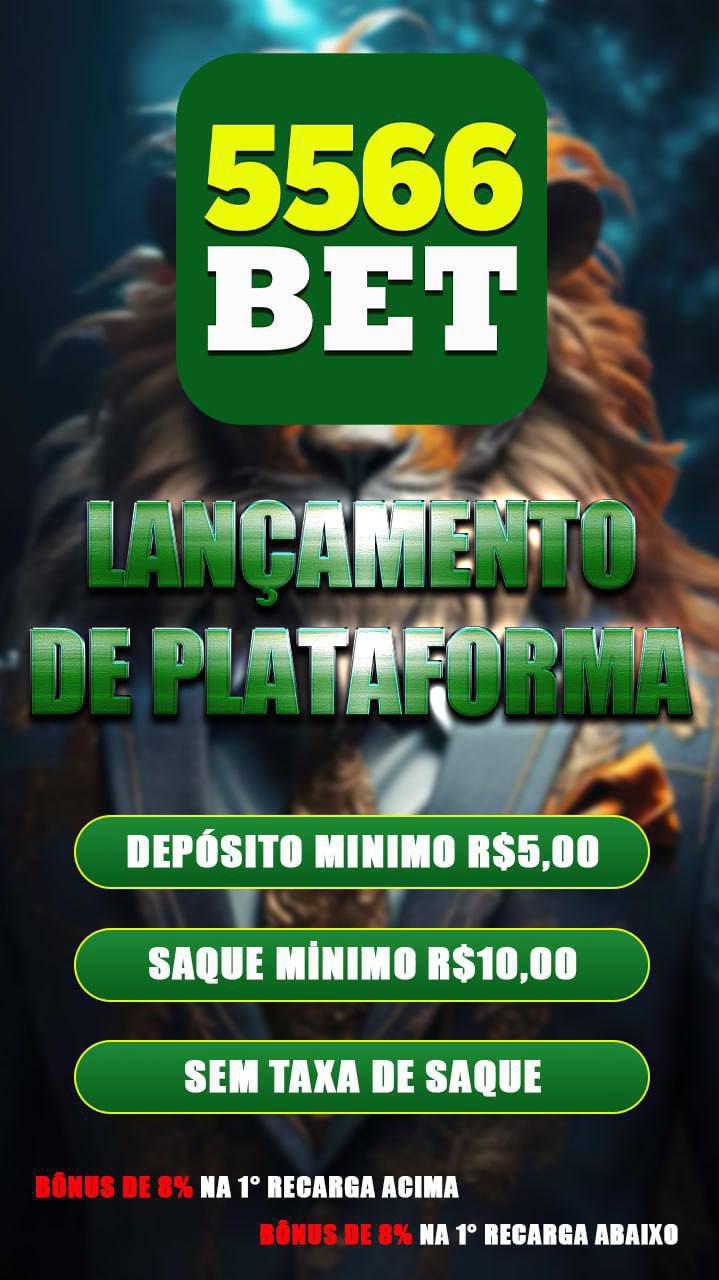 5566
BET
LANÇAMENTO
DE PLATAFORMA
DEPÓSITO MINIMO R$5,00
SAQUE MÍNIMO R$10,00
SEM TAXA DE SAQUE
BÔNUS DE 8% NA 1° RECARGA ACIMA
BÔNUS DE 8% NA 1° RECARGA ABAIXO